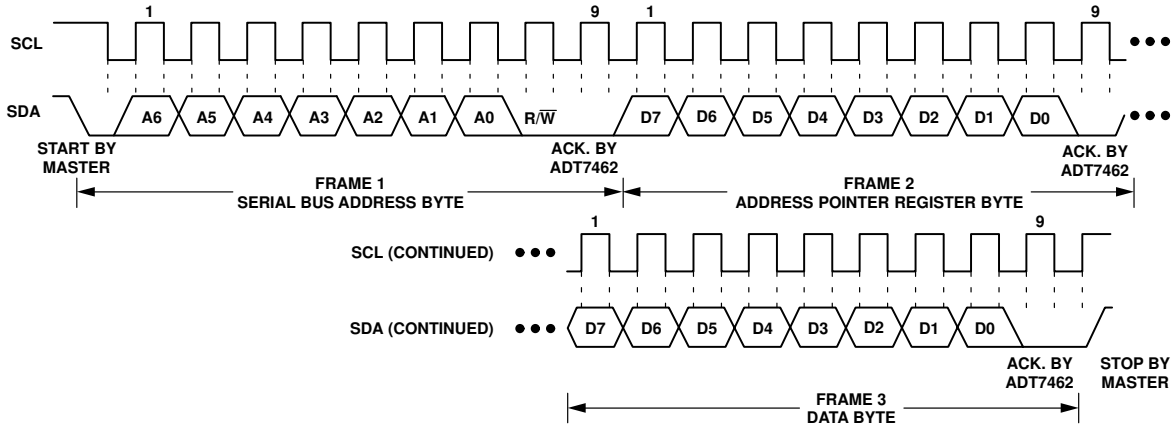 1 9 1 9
SCL
SDA A6 A5 A4 A3 A2 A1 A0 R/W̅ D7 D6 D5 D4 D3 D2 D1 D0
START BY
MASTER
ACK. BY
ADT7462
ACK. BY
ADT7462
FRAME 1
SERIAL BUS ADDRESS BYTE
FRAME 2
ADDRESS POINTER REGISTER BYTE
1 9
SCL (CONTINUED)
SDA (CONTINUED) D7 D6 D5 D4 D3 D2 D1 D0
ACK. BY
ADT7462
STOP BY
MASTER
FRAME 3
DATA BYTE